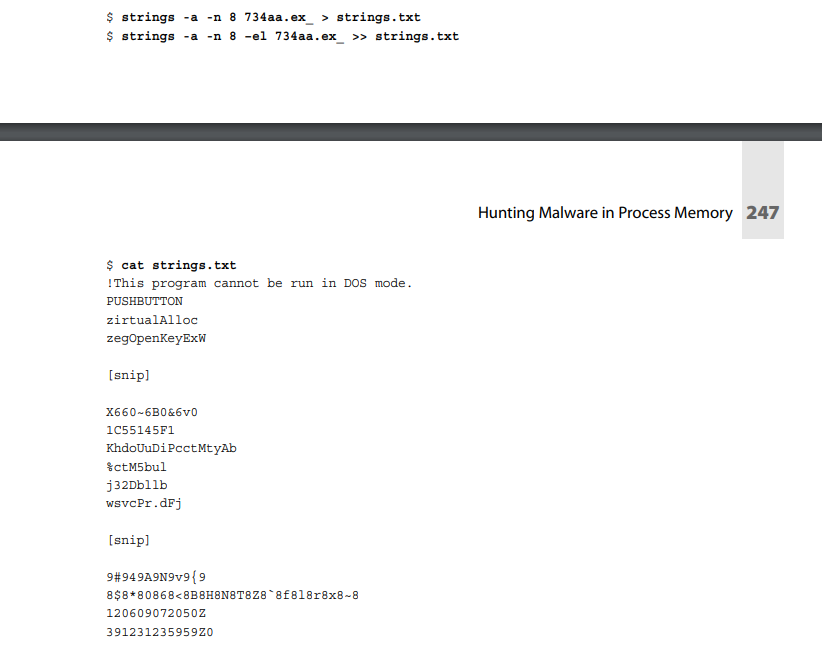 $ strings -a -n 8 734aa.ex_ > strings.txt
$ strings -a -n 8 –el 734aa.ex_ >> strings.txt
Hunting Malware in Process Memory 247
$ cat strings.txt
!This program cannot be run in DOS mode.
PUSHBUTTON
zirtualAlloc
zegOpenKeyExW
[snip]
X660~6B0&6v0
1C55145F1
KhdoUuDiPcctMtyAb
%ctM5bul
j32Dbllb
wsvcPr.dFj
[snip]
9#949A9N9v9{9
8$8*80868<8B8H8N8T8Z8`8f8l8r8x8~8
120609072050Z
391231235959Z0